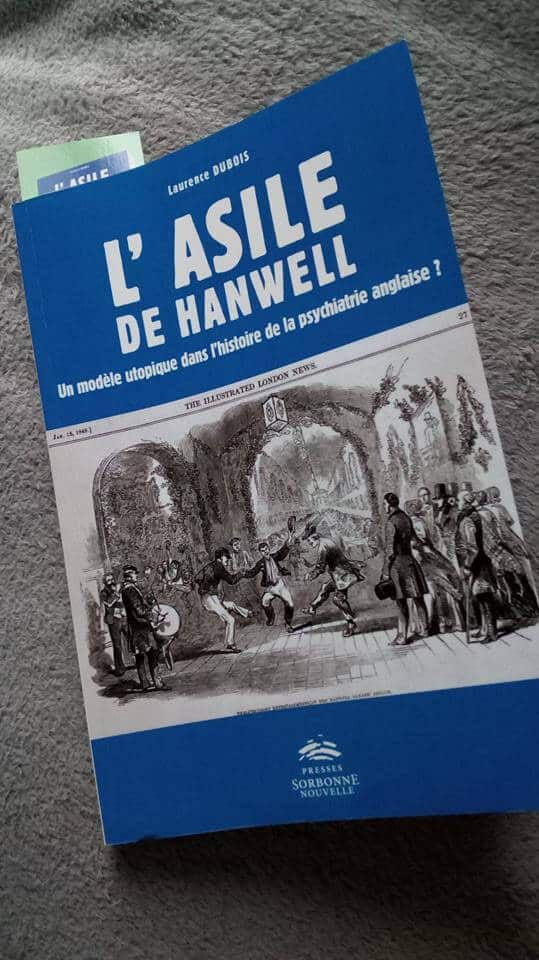 L' ASILE
Laurence DUBOIS
L' ASILE
DE HANWELL
Un modèle utopique dans l'histoire de la psychiatrie anglaise ?
37
THE ILLUSTRATED LONDON NEWS.
PRESSES
SORBONNE
NOUVELLE